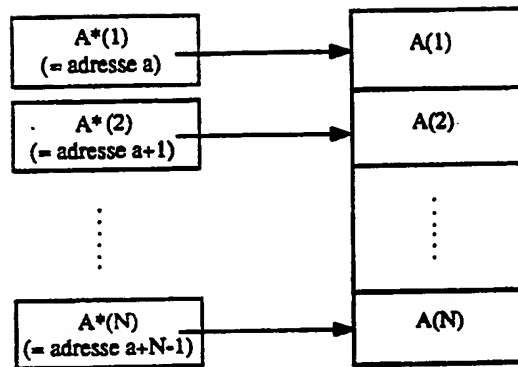 A*(1)
(= adresse a)
A(1)
A*(2)
(= adresse a+1)
A(2)
A*(N)
(= adresse a+N-1)
A(N)